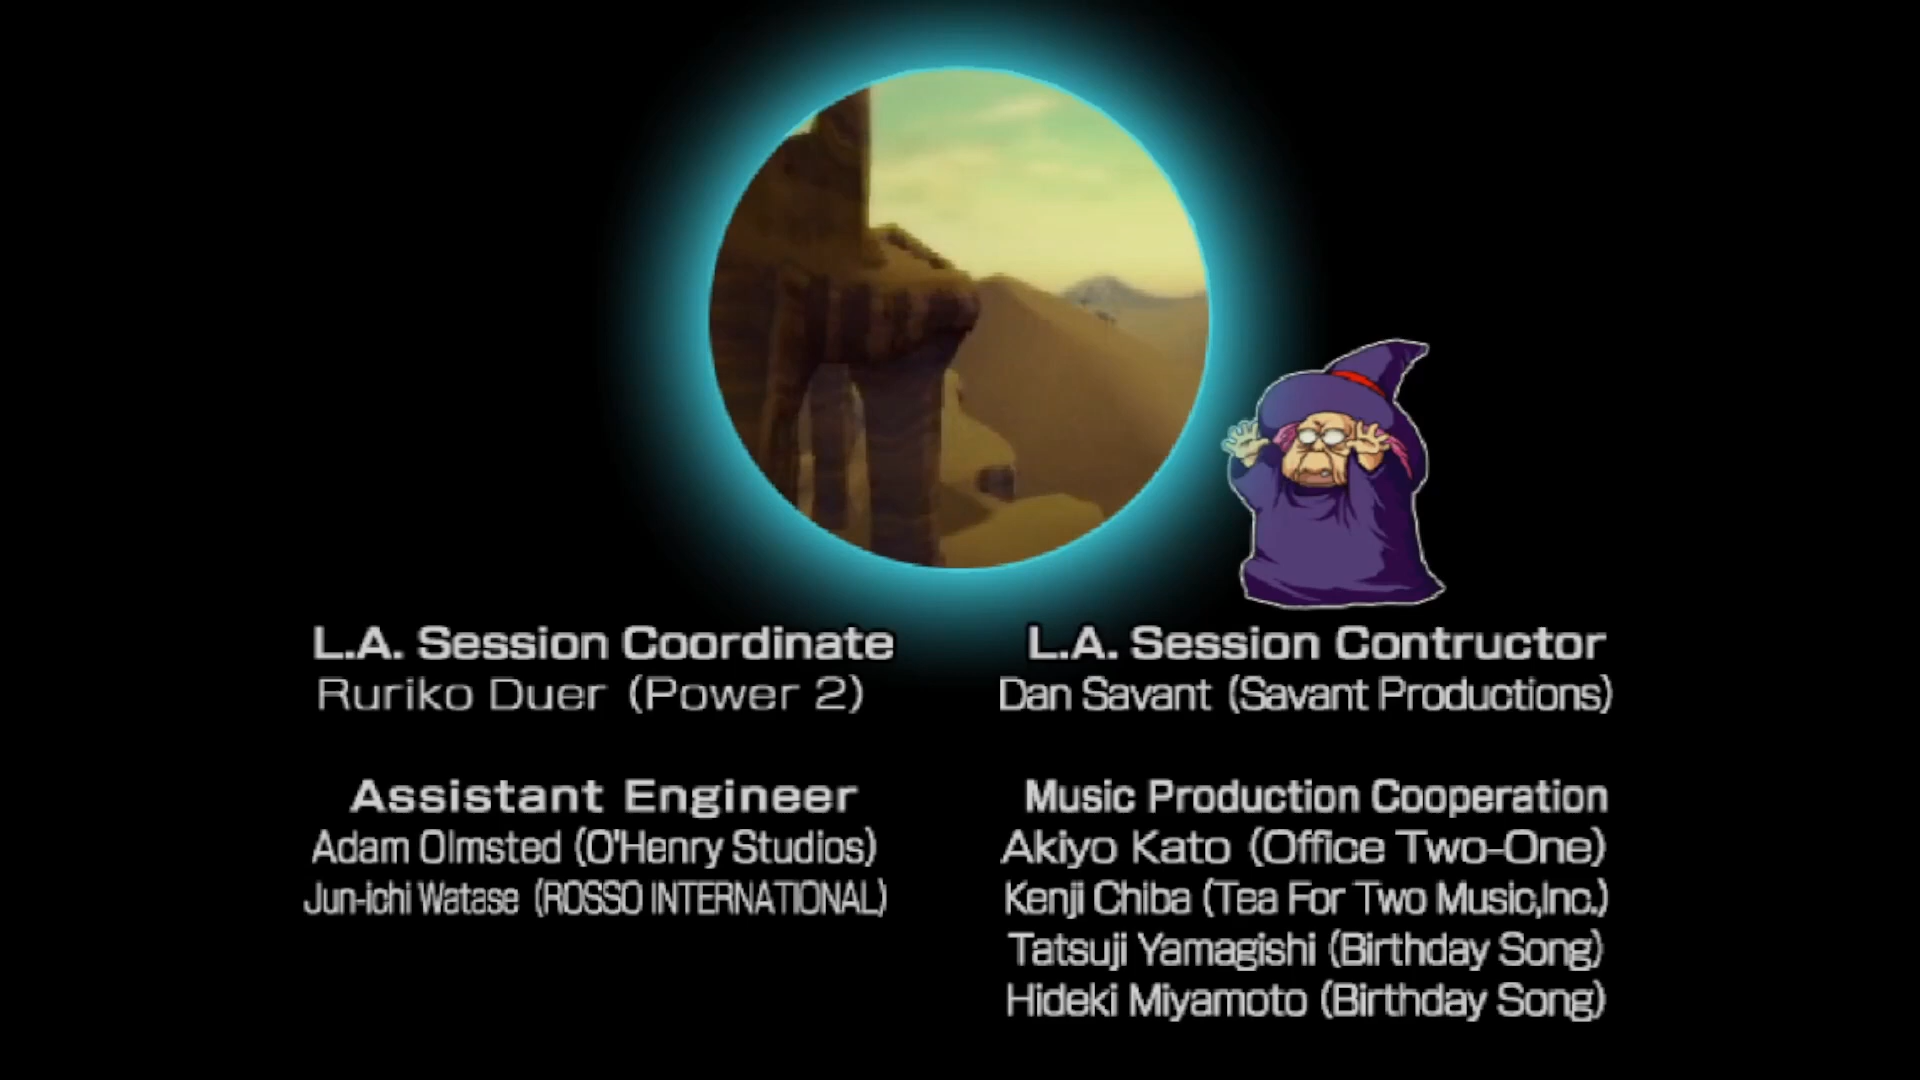 L.A. Session Coordinate
Ruriko Duer (Power 2)
L.A. Session Contructor
Dan Savant (Savant Productions)
Assistant Engineer
Adam Olmsted (O'Henry Studios)
Jun-ichi Watase (ROSSO INTERNATIONAL)
Music Production Cooperation
Akiyo Kato (Office Two-One)
Kenji Chiba (Tea For Two Music,Inc.)
Tatsuji Yamagishi (Birthday Song)
Hideki Miyamoto (Birthday Song)